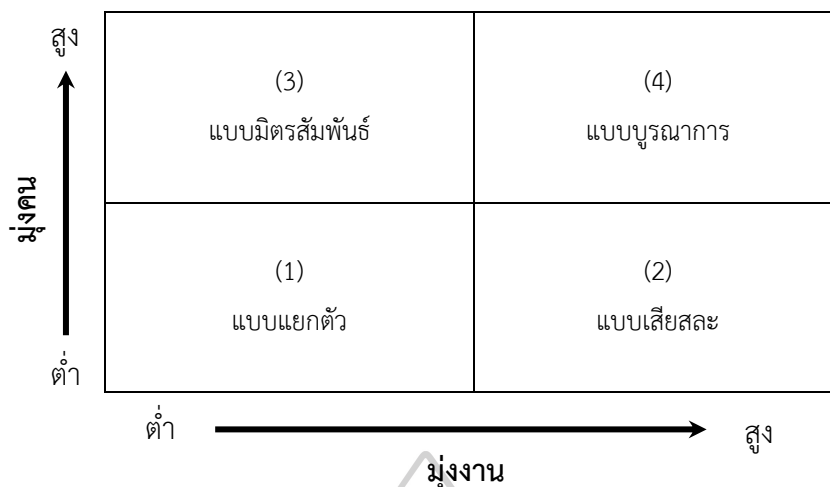 สูง
(3)
แบบมิตรสัมพันธ์
(4)
แบบบูรณาการ
มุ่งคน
(1)
แบบแยกตัว
(2)
แบบเสียสละ
ต่ำ
ต่ำ
สูง
มุ่งงาน